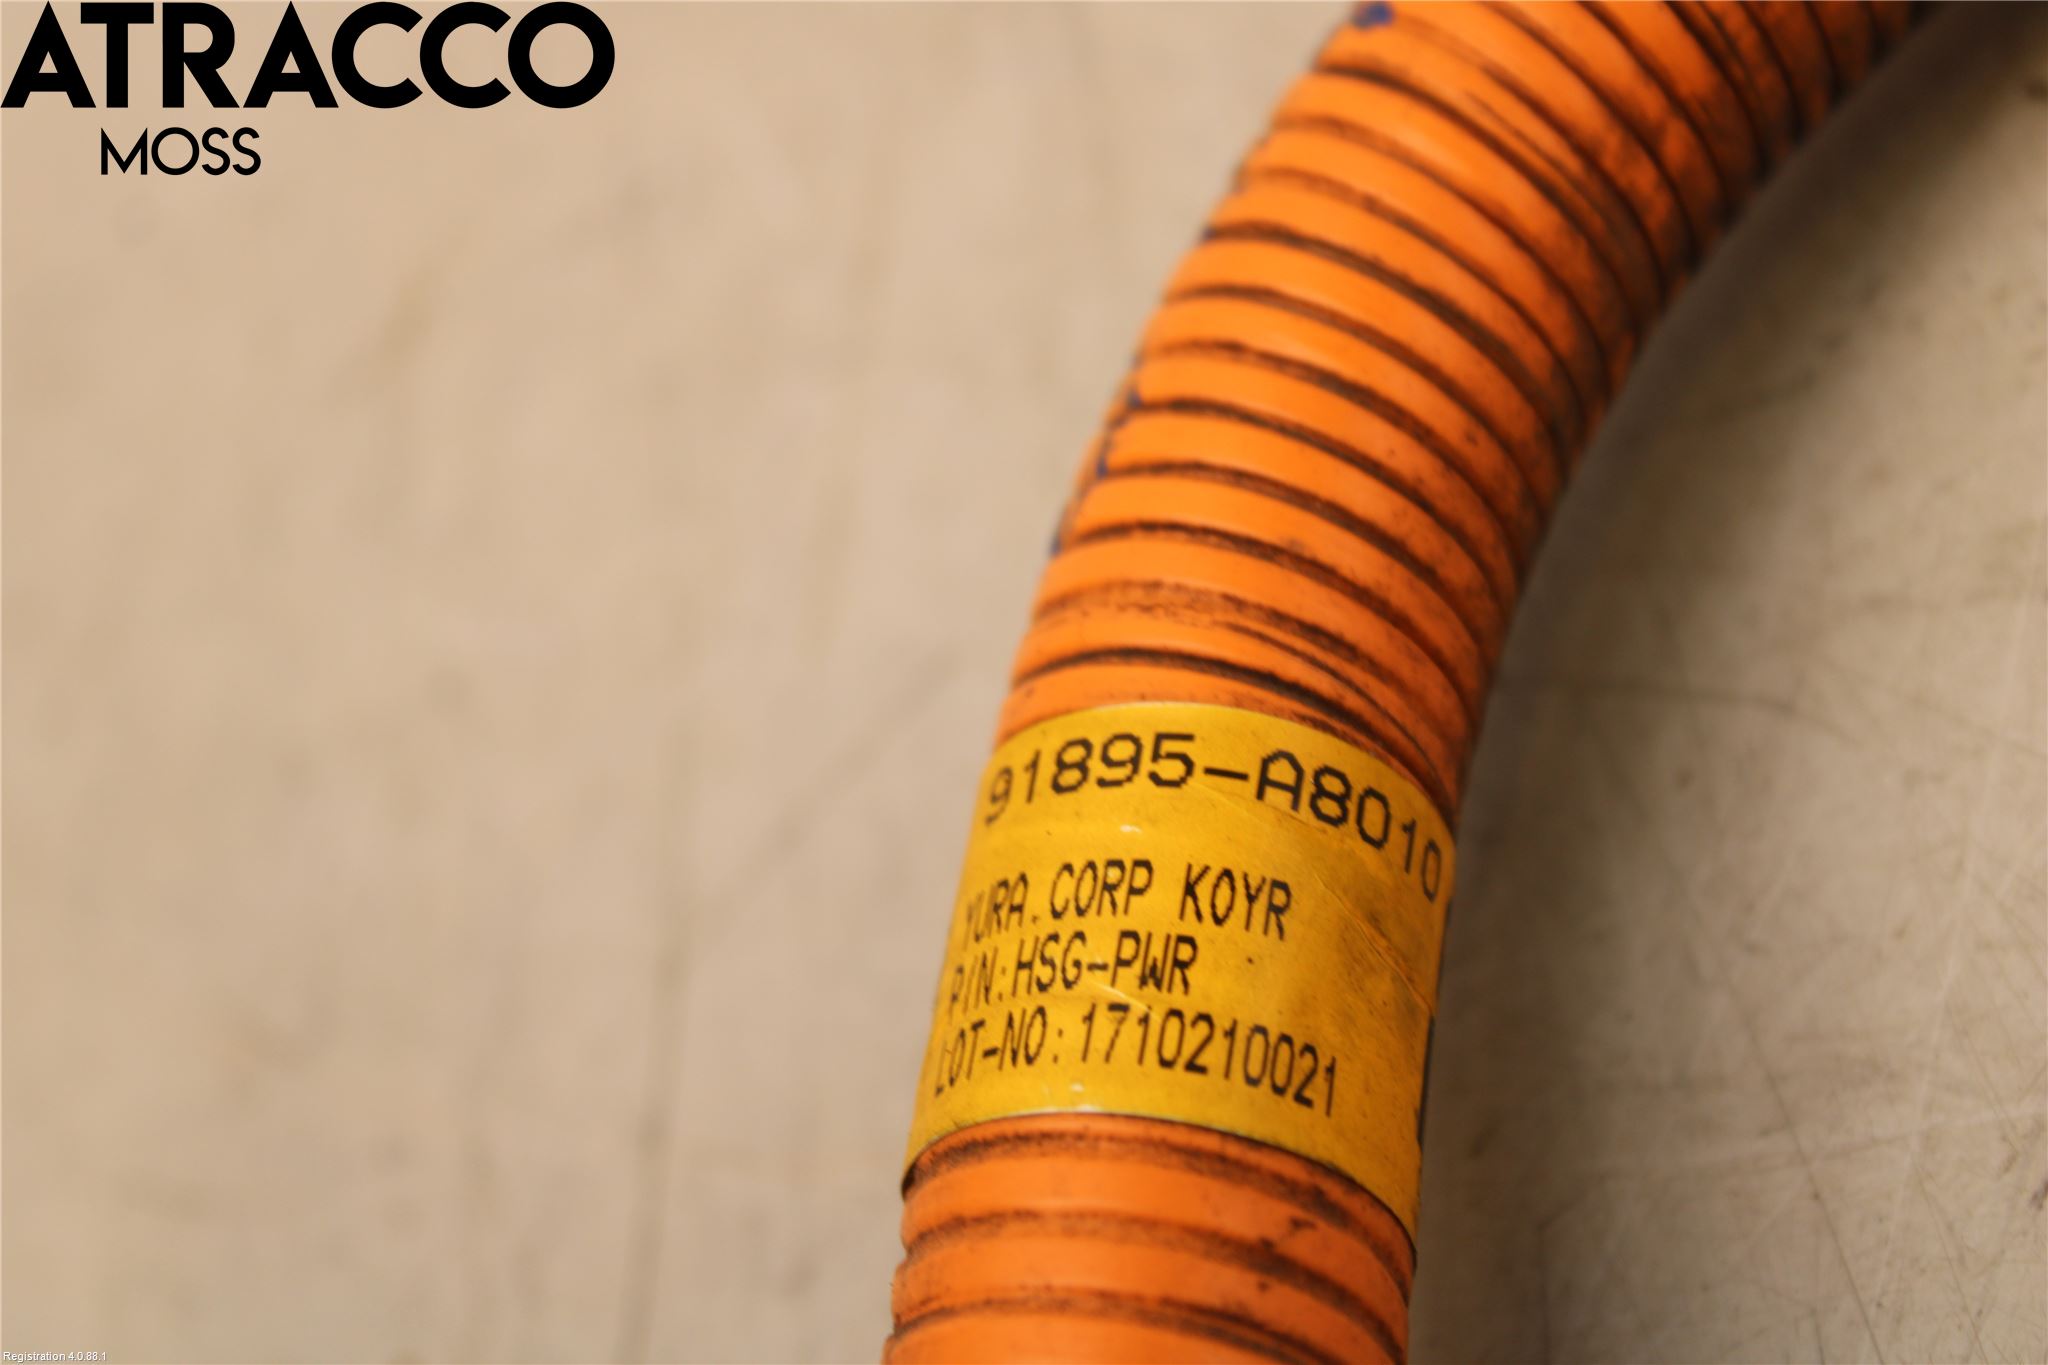 ATRACCO
MOSS
91895-A8010
YURA.CORP KOYR
P/N:HSG-PWR
LOT-NO:1710210021
Registration 4.0.88.1